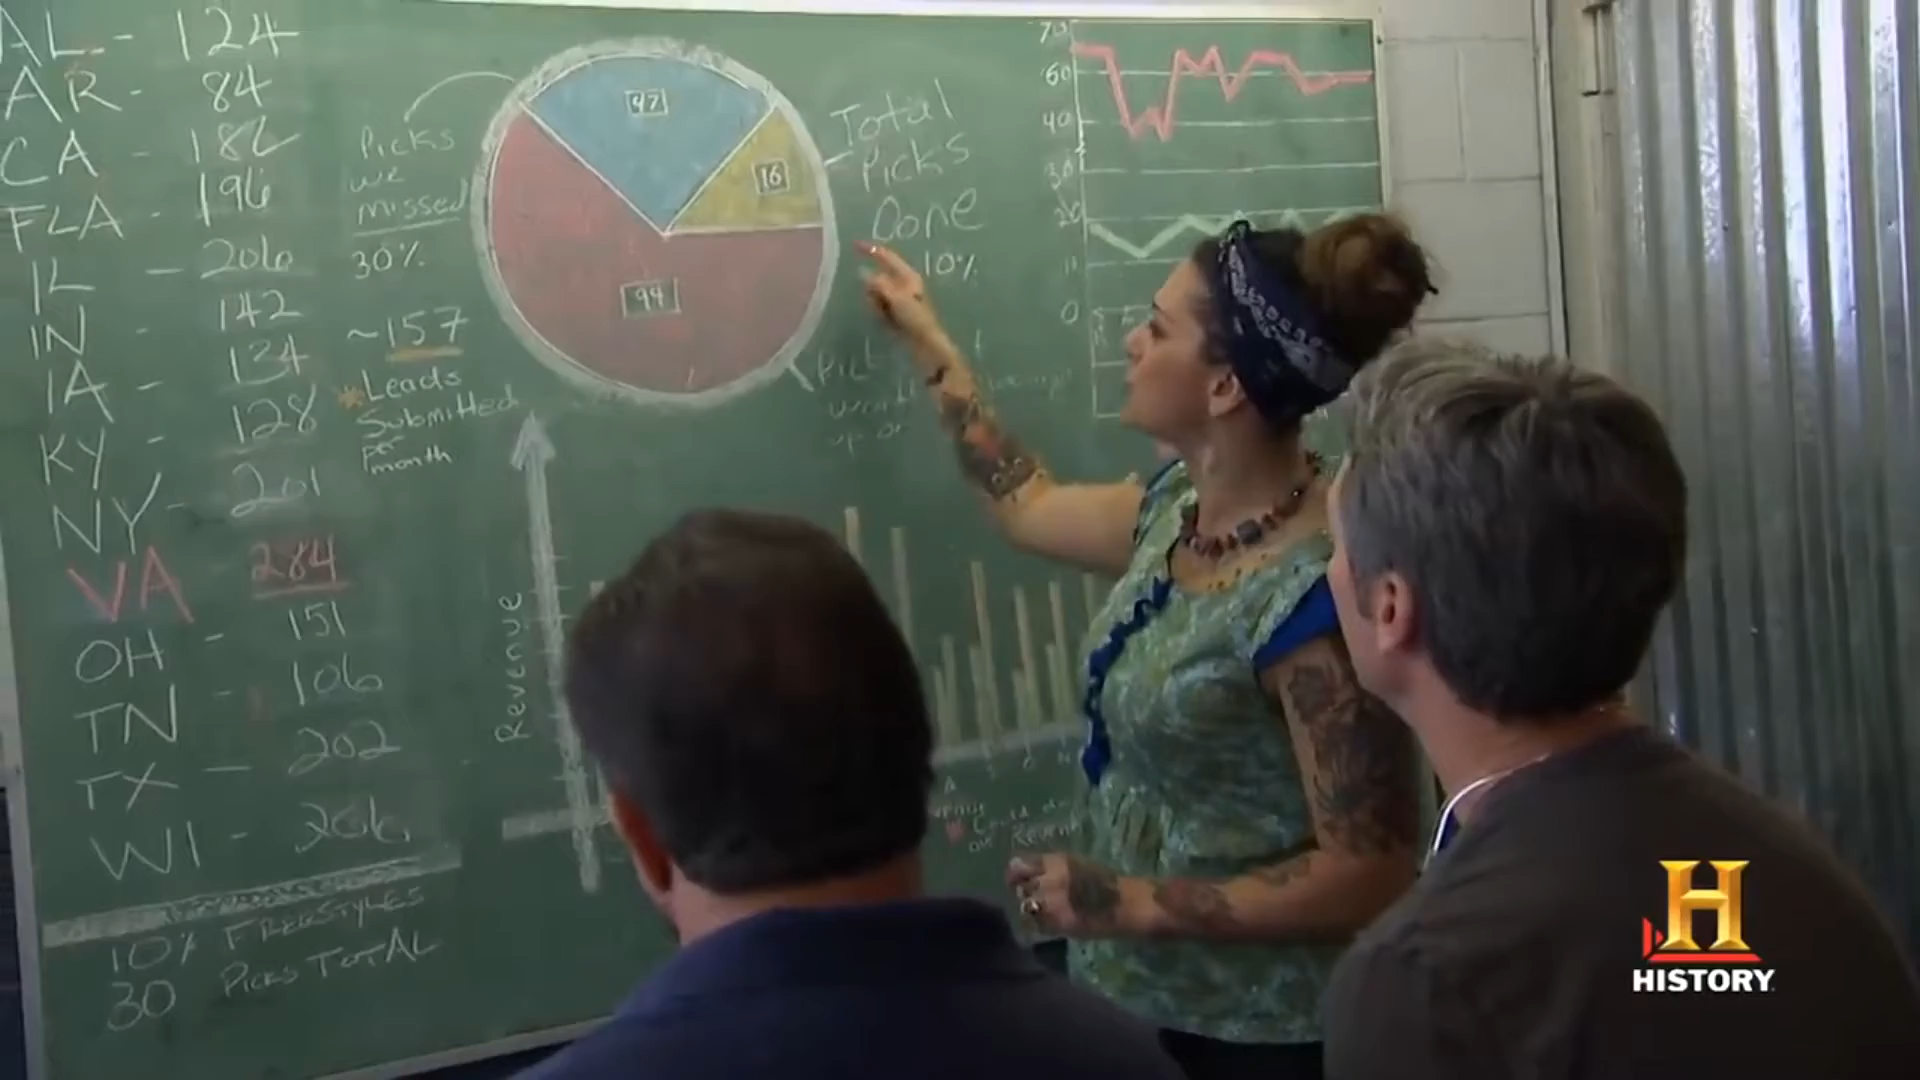 AL - 124
AR - 84
CA - 182
FLA - 196
IL - 206
IN - 142
IA - 134
KY - 128
NY - 201
VA - 284
OH - 151
TN - 106
TX - 202
WI - 206
10% FREESTYLES
30 PICKS TOTAL
Picks
we
missed
30%
~157
*Leads
Submitted
per
month
47
16
94
Total
Picks
Done
10%
Revenue
70
60
40
30
20
0
HISTORY